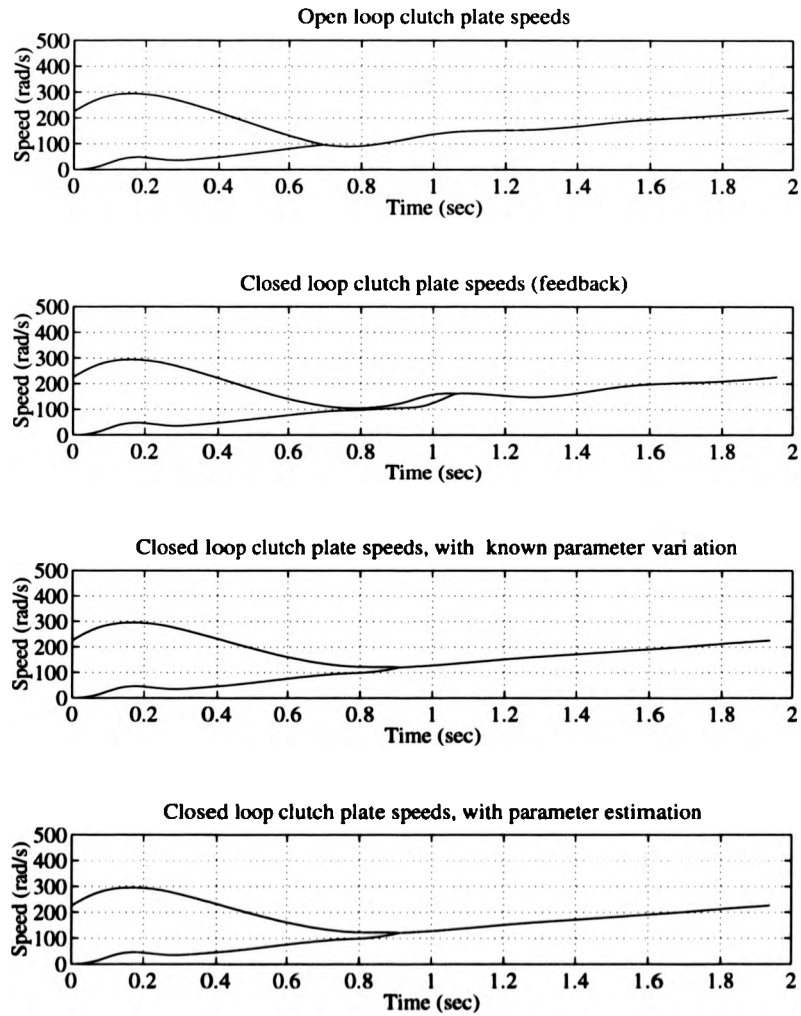 Open loop clutch plate speeds
500
400
300
200
100
0
Speed (rad/s)
0 0.2 0.4 0.6 0.8 1 1.2 1.4 1.6 1.8 2
Time (sec)
Closed loop clutch plate speeds (feedback)
500
400
300
200
100
0
Speed (rad/s)
0 0.2 0.4 0.6 0.8 1 1.2 1.4 1.6 1.8 2
Time (sec)
Closed loop clutch plate speeds, with known parameter vari ation
500
400
300
200
100
0
Speed (rad/s)
0 0.2 0.4 0.6 0.8 1 1.2 1.4 1.6 1.8 2
Time (sec)
Closed loop clutch plate speeds, with parameter estimation
500
400
300
200
100
0
Speed (rad/s)
0 0.2 0.4 0.6 0.8 1 1.2 1.4 1.6 1.8 2
Time (sec)